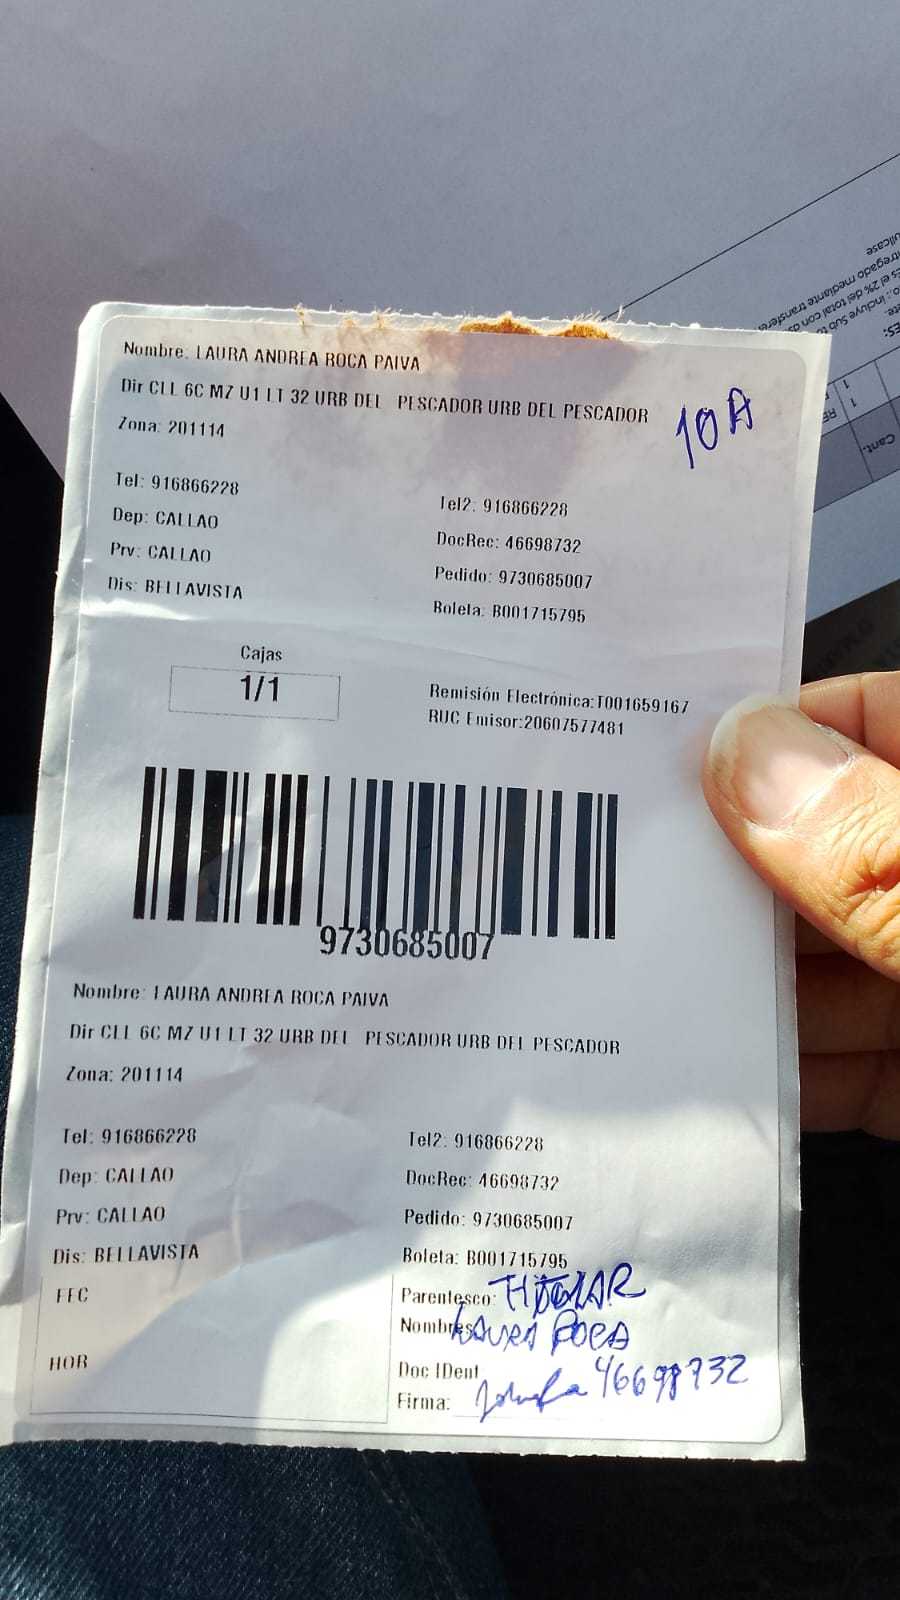 Nombre: LAURA ANDREA ROCA PAIVA
Dir CLL 6C MZ U1 LT 32 URB DEL PESCADOR URB DEL PESCADOR
10 A
Zona: 201114
Tel: 916866228
Tel2: 916866228
Dep: CALLAO
DocRec: 46698732
Prv: CALLAO
Pedido: 9730685007
Dis: BELLAVISTA
Boleta: B001715795
Cajas
1/1
Remisión Electrónica:T001659167
RUC Emisor:20607577481
9730685007
Nombre: LAURA ANDREA ROCA PAIVA
Dir CLL 6C MZ U1 LT 32 URB DEL PESCADOR URB DEL PESCADOR
Zona: 201114
Tel: 916866228
Tel2: 916866228
Dep: CALLAO
DocRec: 46698732
Prv: CALLAO
Pedido: 9730685007
Dis: BELLAVISTA
Boleta: B001715795
FEC
Parentesco:
Nombres LAURA ROCA
HOR
Doc IDent 46698732
Firma:
Cant.